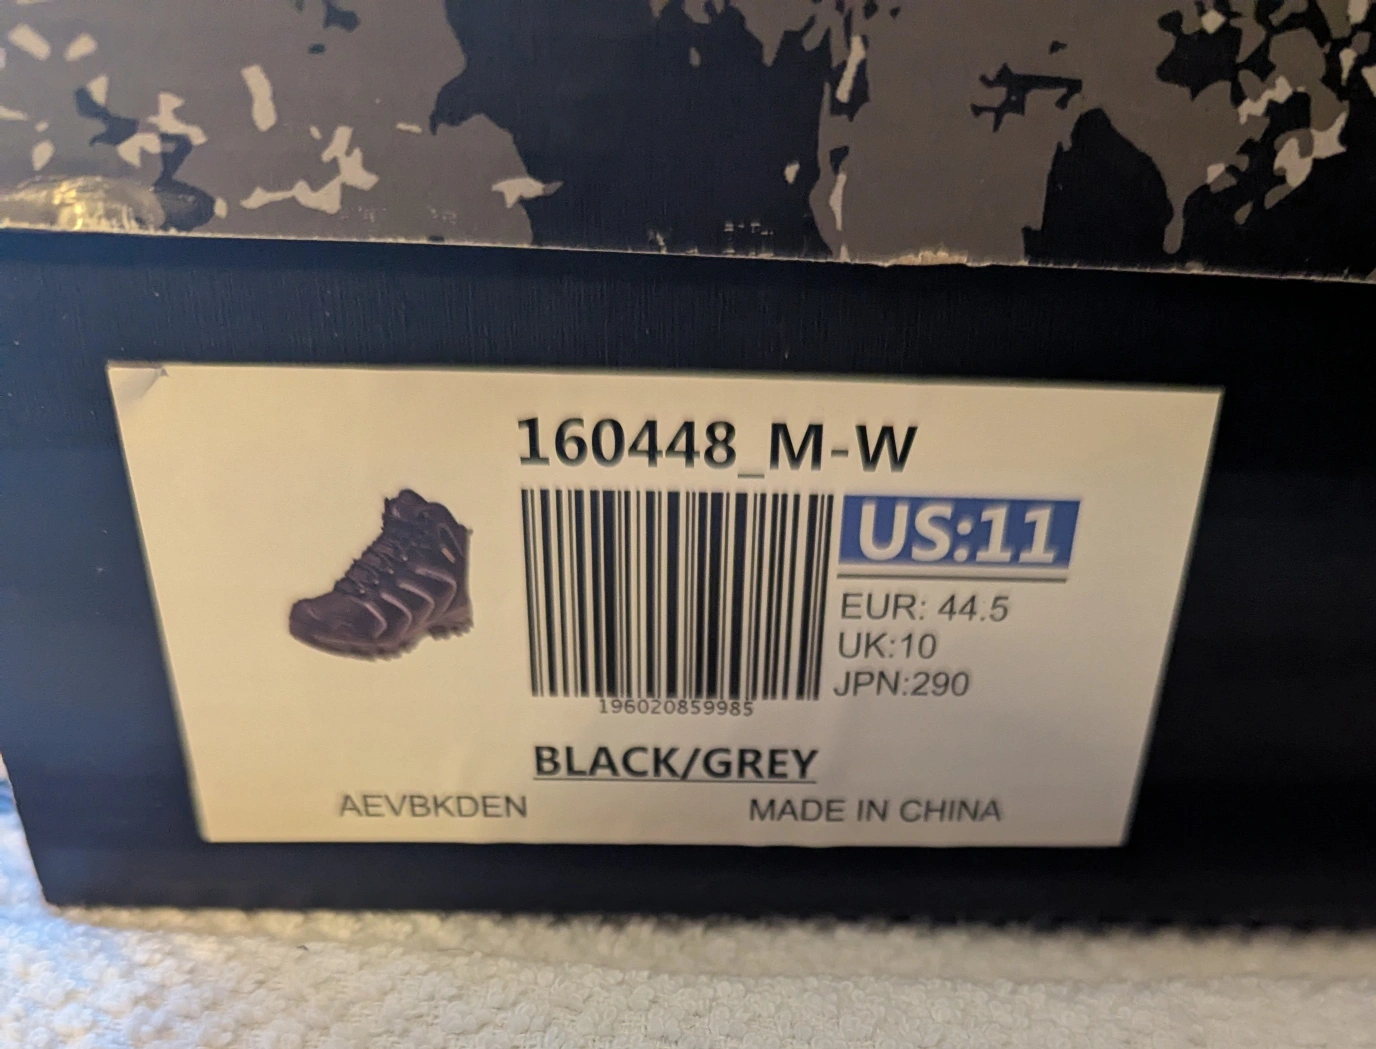 160448_M-W
US:11
EUR: 44.5
UK:10
JPN:290
196020859985
BLACK/GREY
AEVBKDEN
MADE IN CHINA